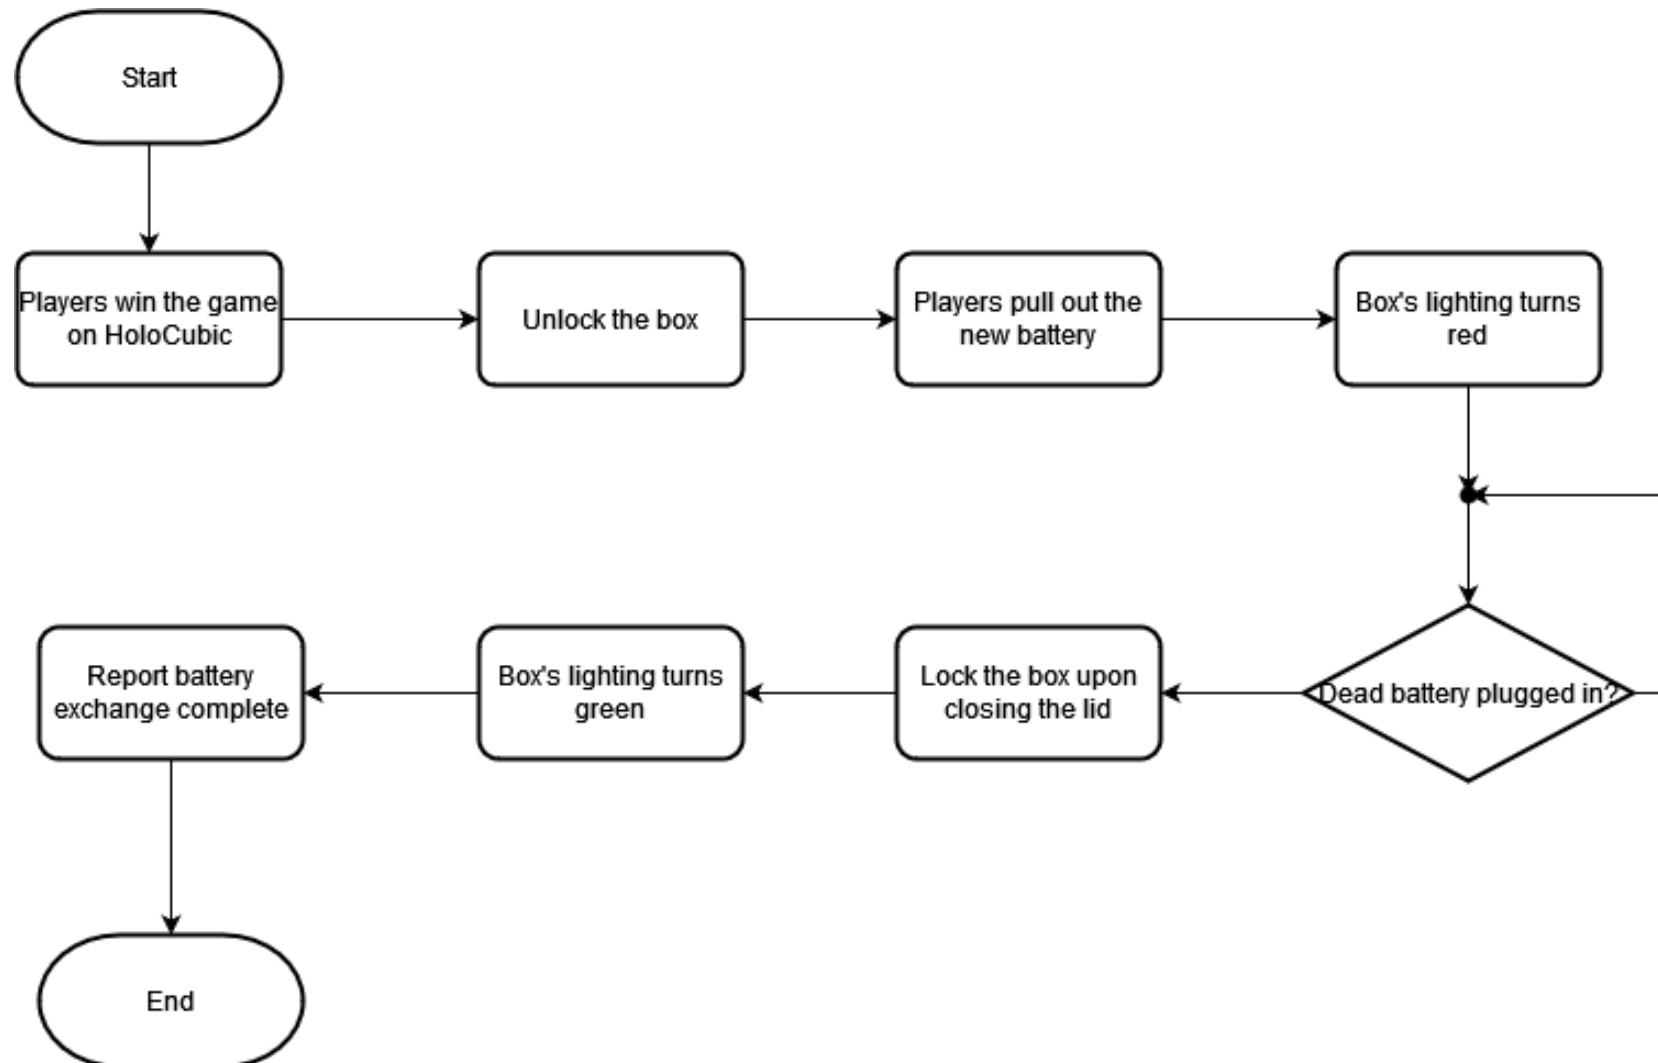 Start
Players win the game
on HoloCubic
Unlock the box
Players pull out the
new battery
Box's lighting turns
red
Dead battery plugged in?
Lock the box upon
closing the lid
Box's lighting turns
green
Report battery
exchange complete
End